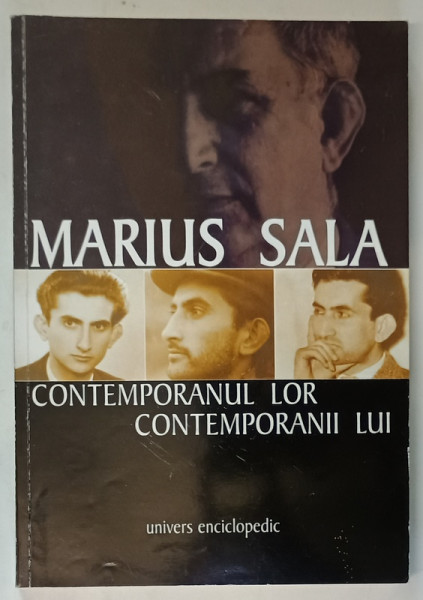 MARIUS SALA
CONTEMPORANUL LOR
CONTEMPORANII LUI
univers enciclopedic